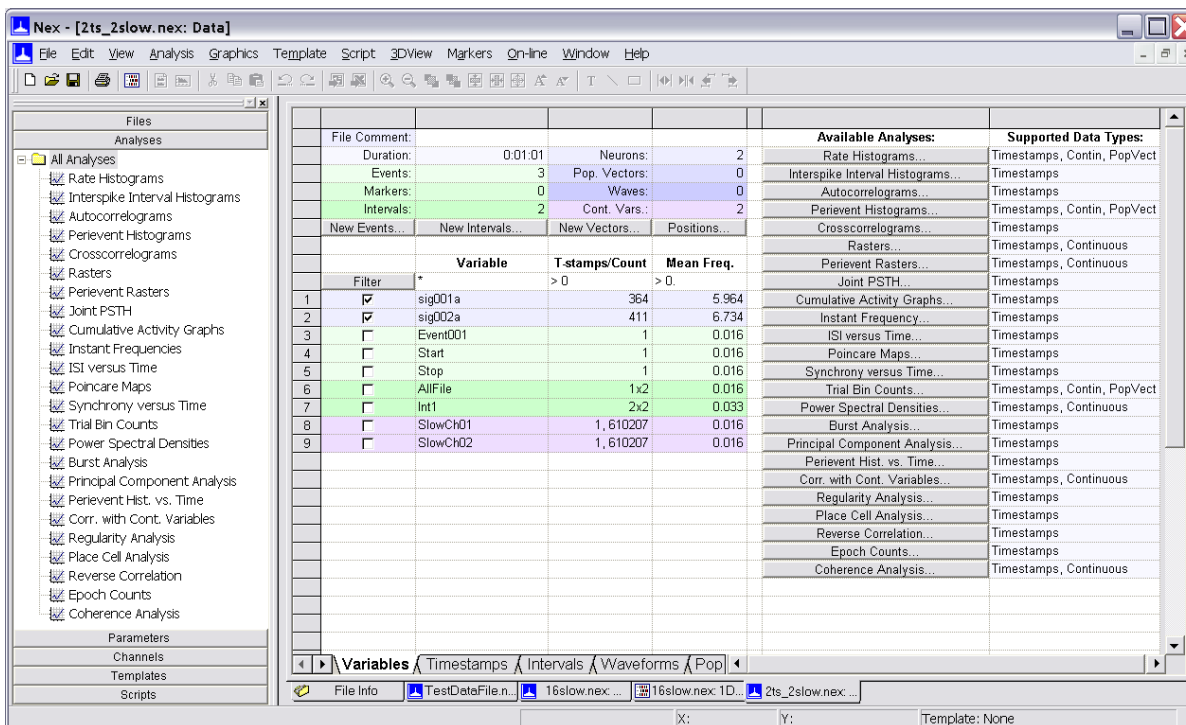 Nex - [2ts_2slow.nex: Data]
File Edit View Analysis Graphics Template Script 3DView Markers On-line Window Help
Files
Analyses
All Analyses
Rate Histograms
Interspike Interval Histograms
Autocorrelograms
Perievent Histograms
Crosscorrelograms
Rasters
Perievent Rasters
Joint PSTH
Cumulative Activity Graphs
Instant Frequencies
ISI versus Time
Poincare Maps
Synchrony versus Time
Trial Bin Counts
Power Spectral Densities
Burst Analysis
Principal Component Analysis
Perievent Hist. vs. Time
Corr. with Cont. Variables
Regularity Analysis
Place Cell Analysis
Reverse Correlation
Epoch Counts
Coherence Analysis
Parameters
Channels
Templates
Scripts
File Comment:
Duration: 0:01:01 Neurons: 2
Events: 3 Pop. Vectors: 0
Markers: 0 Waves: 0
Intervals: 2 Cont. Vars.: 2
New Events... New Intervals... New Vectors... Positions...
Variable T-stamps/Count Mean Freq.
Filter * > 0 > 0.
1 sig001a 364 5.964
2 sig002a 411 6.734
3 Event001 1 0.016
4 Start 1 0.016
5 Stop 1 0.016
6 AllFile 1x2 0.016
7 Int1 2x2 0.033
8 SlowCh01 1, 610207 0.016
9 SlowCh02 1, 610207 0.016
Available Analyses: Supported Data Types:
Rate Histograms... Timestamps, Contin, PopVect
Interspike Interval Histograms... Timestamps
Autocorrelograms... Timestamps
Perievent Histograms... Timestamps, Contin, PopVect
Crosscorrelograms... Timestamps
Rasters... Timestamps, Continuous
Perievent Rasters... Timestamps, Continuous
Joint PSTH... Timestamps
Cumulative Activity Graphs... Timestamps
Instant Frequency... Timestamps
ISI versus Time... Timestamps
Poincare Maps... Timestamps
Synchrony versus Time... Timestamps
Trial Bin Counts... Timestamps, Contin, PopVect
Power Spectral Densities... Timestamps, Continuous
Burst Analysis... Timestamps
Principal Component Analysis... Timestamps
Perievent Hist. vs. Time... Timestamps
Corr. with Cont. Variables... Timestamps, Continuous
Regularity Analysis... Timestamps
Place Cell Analysis... Timestamps
Reverse Correlation... Timestamps
Epoch Counts... Timestamps
Coherence Analysis... Timestamps, Continuous
Variables Timestamps Intervals Waveforms Pop
File Info TestDataFile.n... 16slow.nex: ... 16slow.nex: 1D... 2ts_2slow.nex: ...
X: Y: Template: None